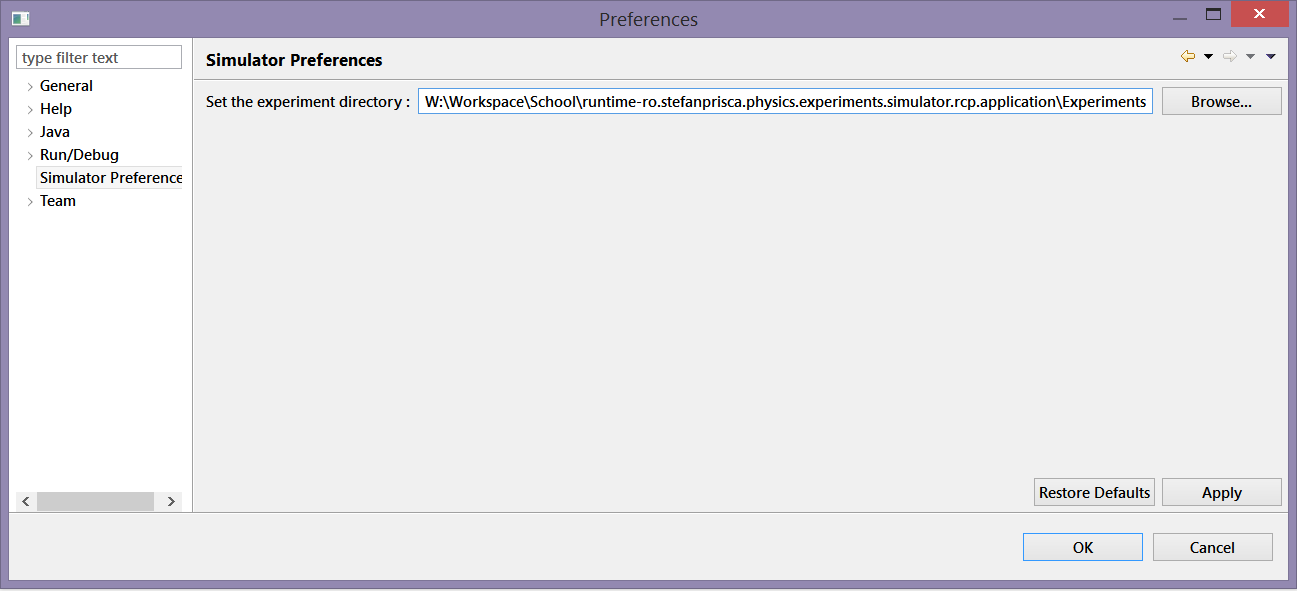 Preferences
type filter text
General
Help
Java
Run/Debug
Simulator Preference
Team
Simulator Preferences
Set the experiment directory : W:\Workspace\School\runtime-ro.stefanprisca.physics.experiments.simulator.rcp.application\Experiments Browse...
Restore Defaults Apply
OK Cancel